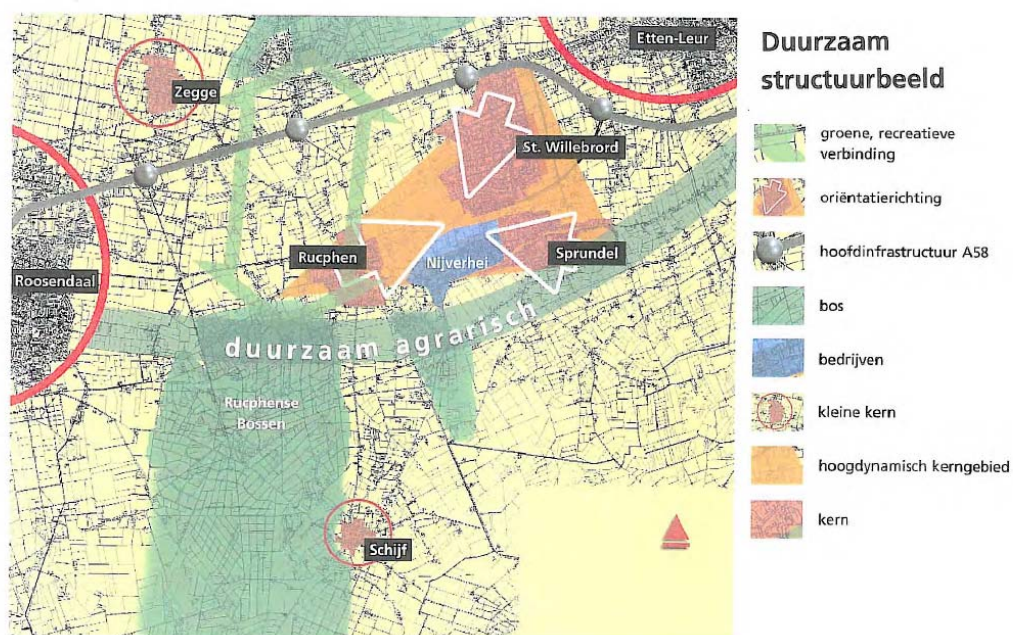 Etten-Leur
Zegge
St. Willebrord
Rucphen
Nijverhei
Sprundel
Roosendaal
duurzaam agrarisch
Rucphense
Bossen
Schijf
Duurzaam
structuurbeeld
groene, recreatieve
verbinding
oriëntatierichting
hoofdinfrastructuur A58
bos
bedrijven
kleine kern
hoogdynamisch kerngebied
kern